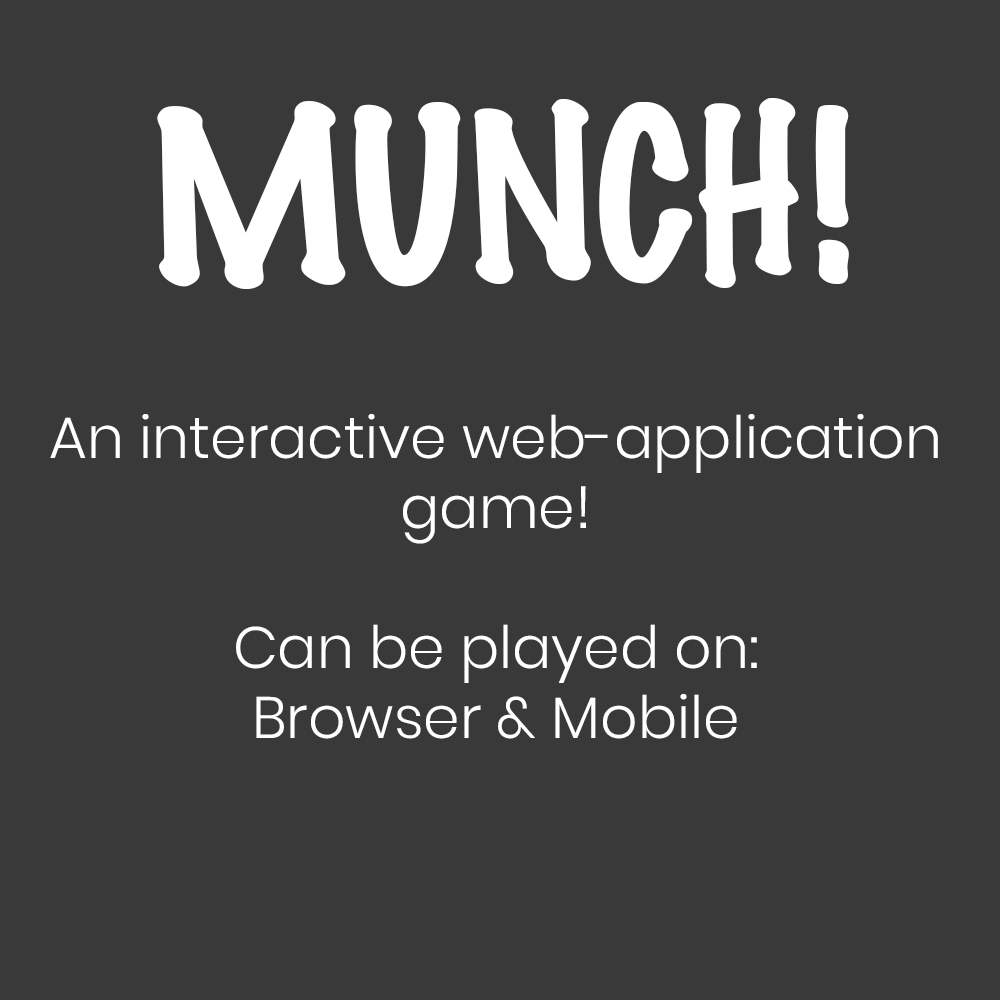 MUNCH!
An interactive web-application
game!
Can be played on:
Browser & Mobile